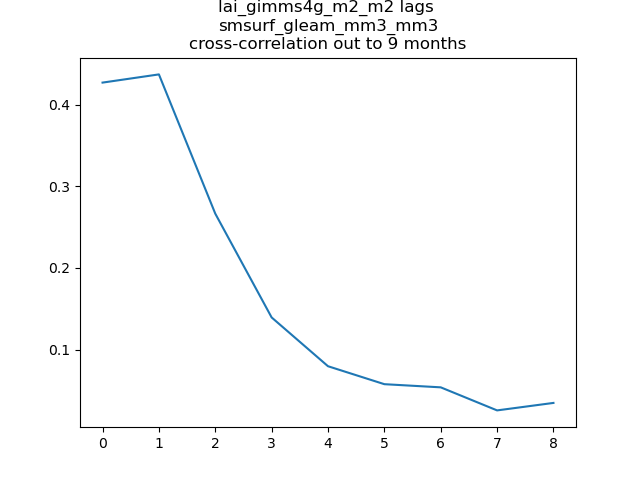 lai_gimms4g_m2_m2 lags
smsurf_gleam_mm3_mm3
cross-correlation out to 9 months
0.4
0.3
0.2
0.1
0 1 2 3 4 5 6 7 8